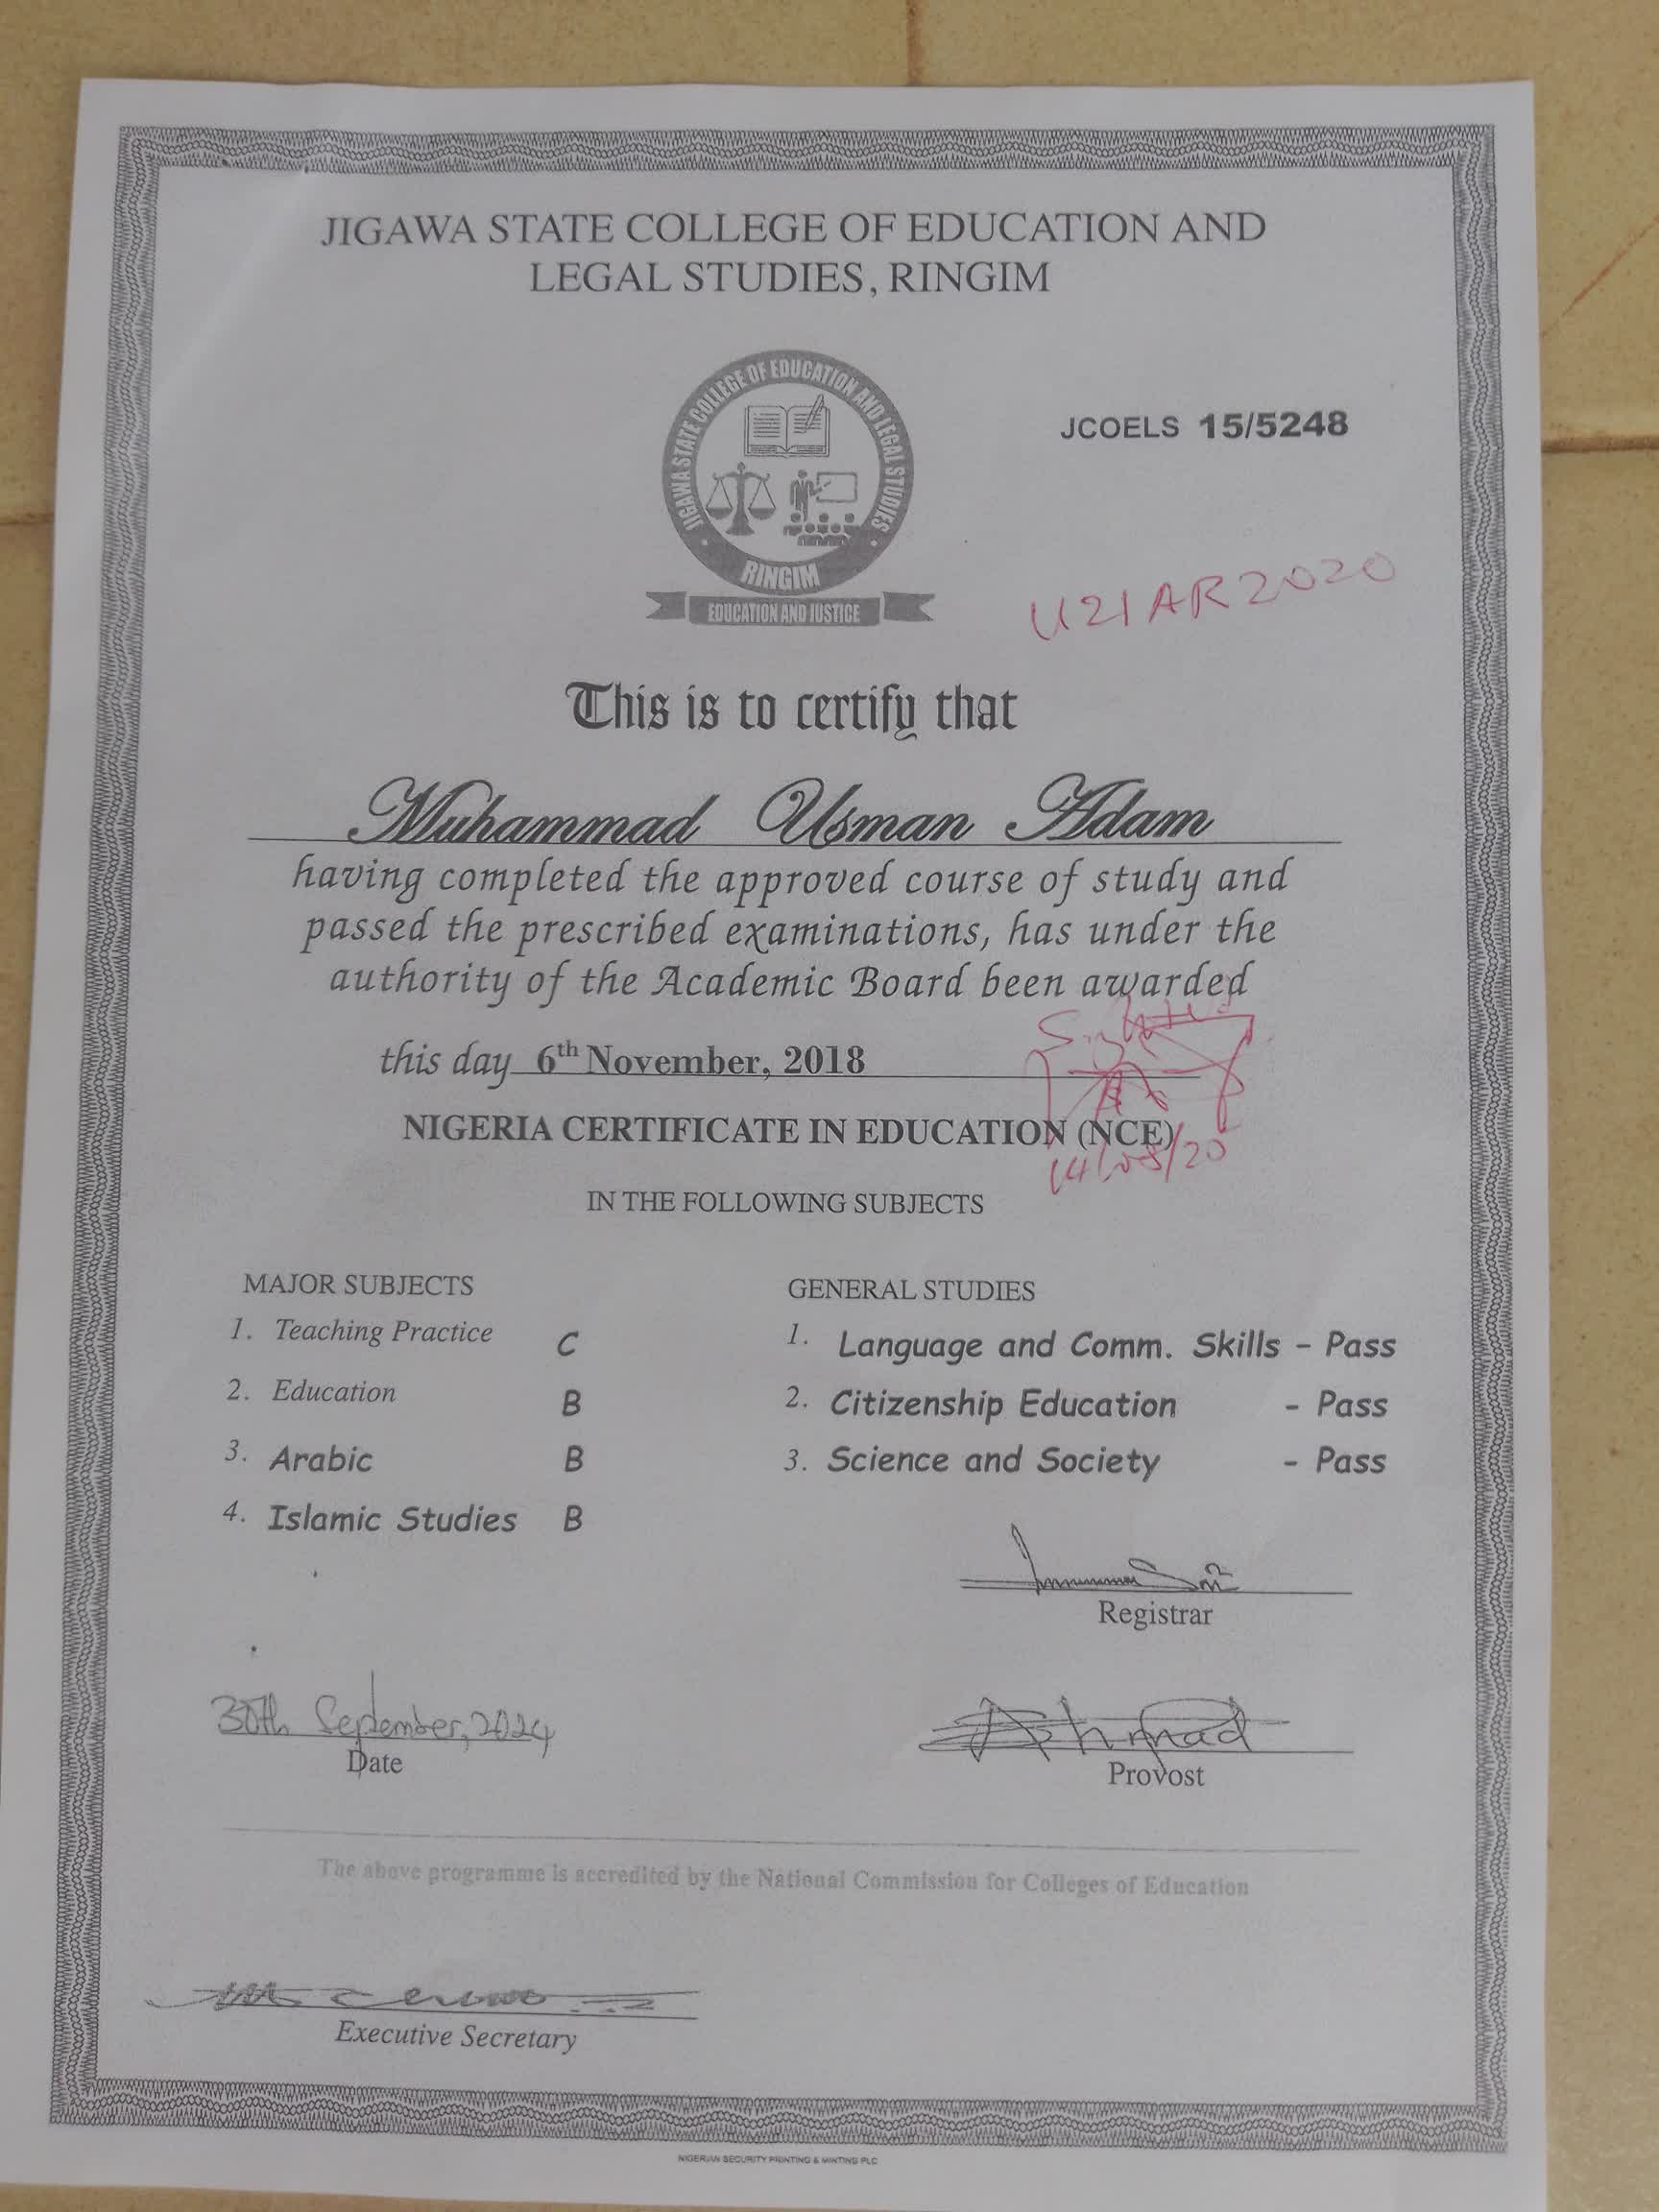 JIGAWA STATE COLLEGE OF EDUCATION AND
LEGAL STUDIES, RINGIM
JIGAWA STATE COLLEGE OF EDUCATION AND LEGAL STUDIES
RINGIM
EDUCATION AND JUSTICE
JCOELS 15/5248
U21AR2020
This is to certify that
Muhammad Usman Adam
having completed the approved course of study and
passed the prescribed examinations, has under the
authority of the Academic Board been awarded
this day 6th November, 2018
NIGERIA CERTIFICATE IN EDUCATION (NCE)
IN THE FOLLOWING SUBJECTS
MAJOR SUBJECTS
1. Teaching Practice C
2. Education B
3. Arabic B
4. Islamic Studies B
GENERAL STUDIES
1. Language and Comm. Skills - Pass
2. Citizenship Education - Pass
3. Science and Society - Pass
Registrar
30th September, 2024
Date
Provost
The above programme is accredited by the National Commission for Colleges of Education
Executive Secretary
NIGERIAN SECURITY PRINTING & MINTING PLC